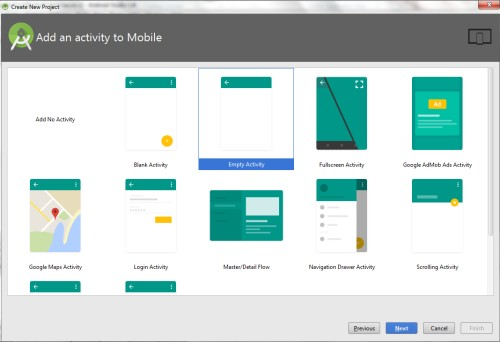 Create New Project
Add an activity to Mobile
Add No Activity
Blank Activity
Empty Activity
Fullscreen Activity
Ad
Google AdMob Ads Activity
Google Maps Activity
Login Activity
Master/Detail Flow
Navigation Drawer Activity
Scrolling Activity
Previous
Next
Cancel
Finish